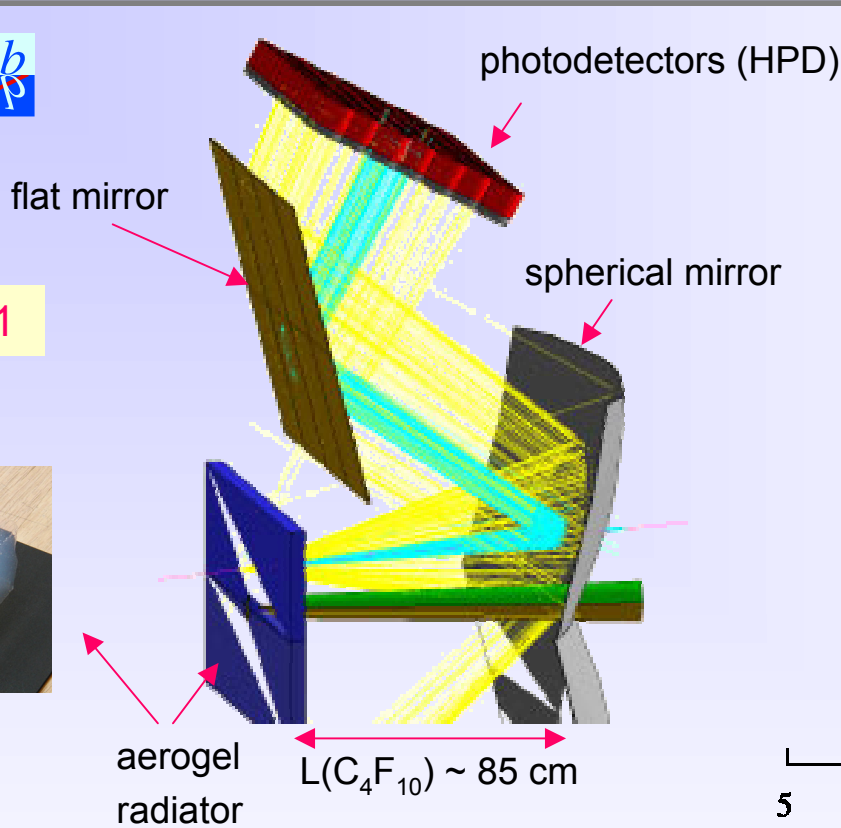 photodetectors (HPD)
flat mirror
spherical mirror
1
aerogel
radiator
L(C₄F₁₀) ~ 85 cm
5